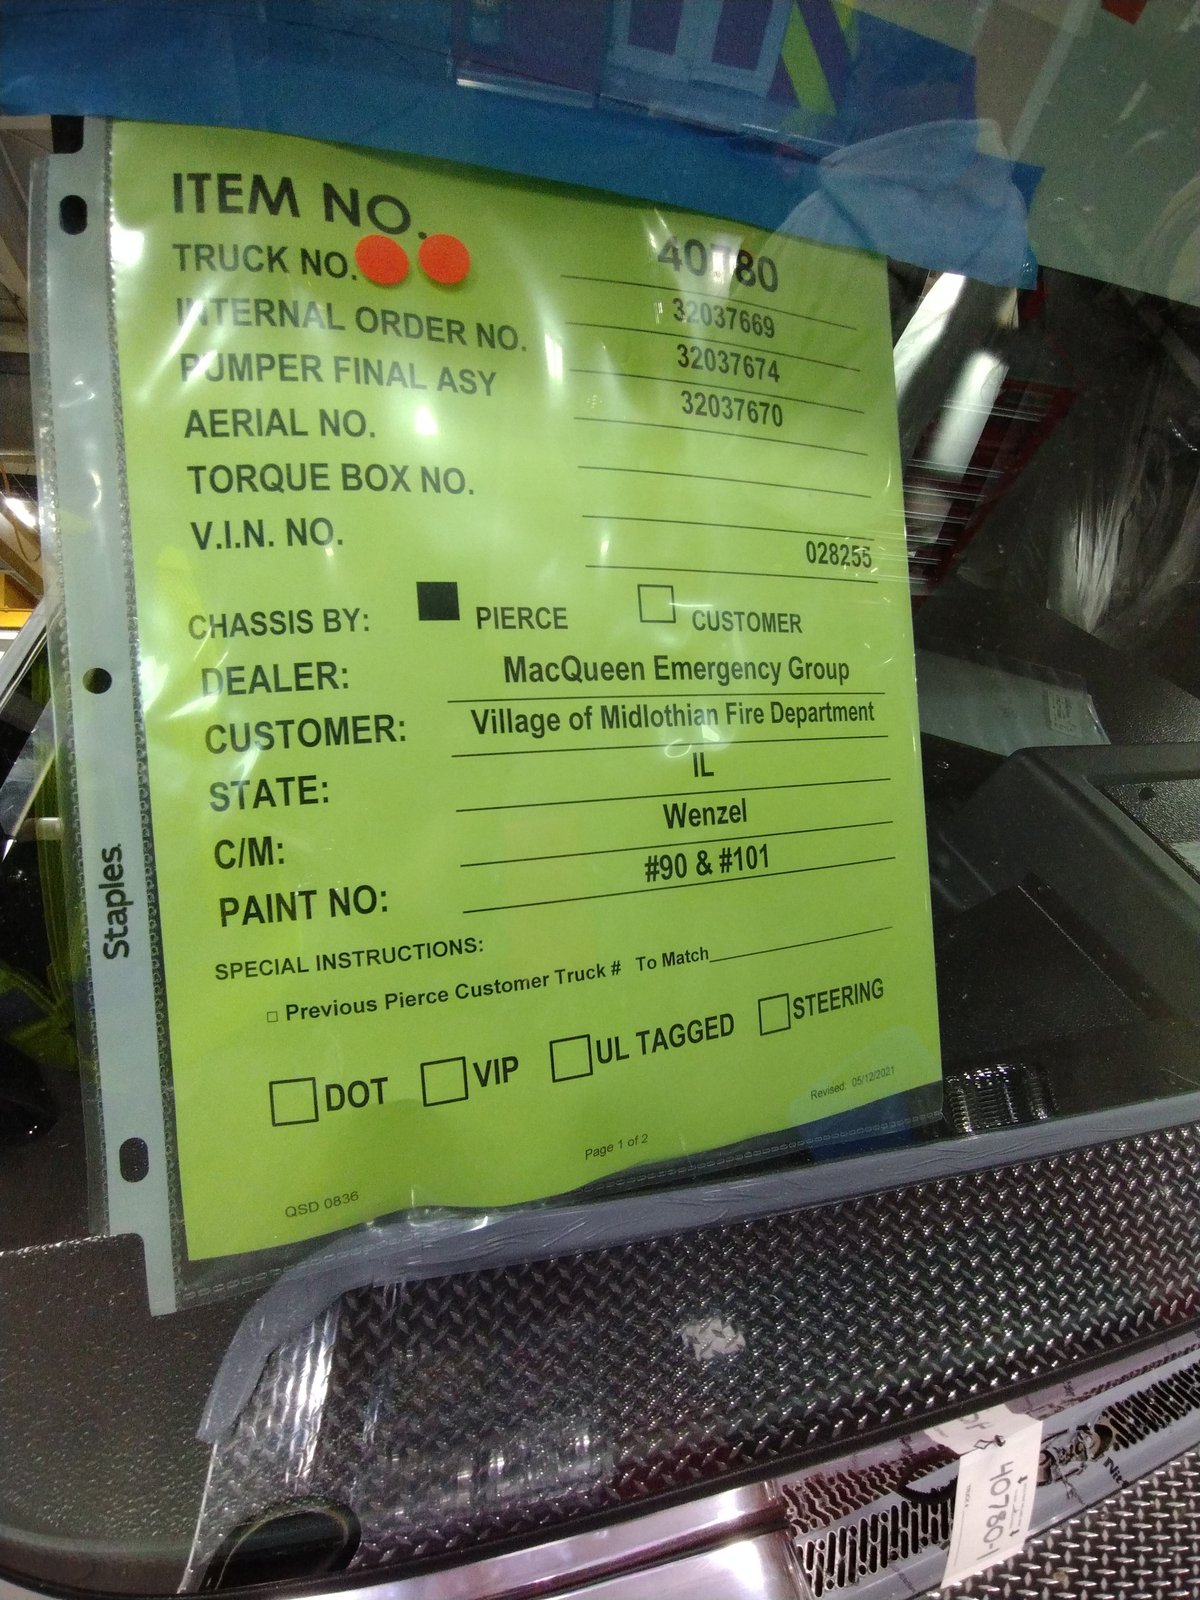 ITEM NO. 40780
TRUCK NO. 32037669
INTERNAL ORDER NO. 32037674
PUMPER FINAL ASY 32037670
AERIAL NO.
TORQUE BOX NO.
V.I.N. NO. 028255
CHASSIS BY: PIERCE CUSTOMER
DEALER: MacQueen Emergency Group
CUSTOMER: Village of Midlothian Fire Department
STATE: IL
C/M: Wenzel
PAINT NO: #90 & #101
SPECIAL INSTRUCTIONS:
□ Previous Pierce Customer Truck # To Match
DOT VIP UL TAGGED STEERING
Revised: 05/12/2021
Page 1 of 2
QSD 0836
Staples
40780-1